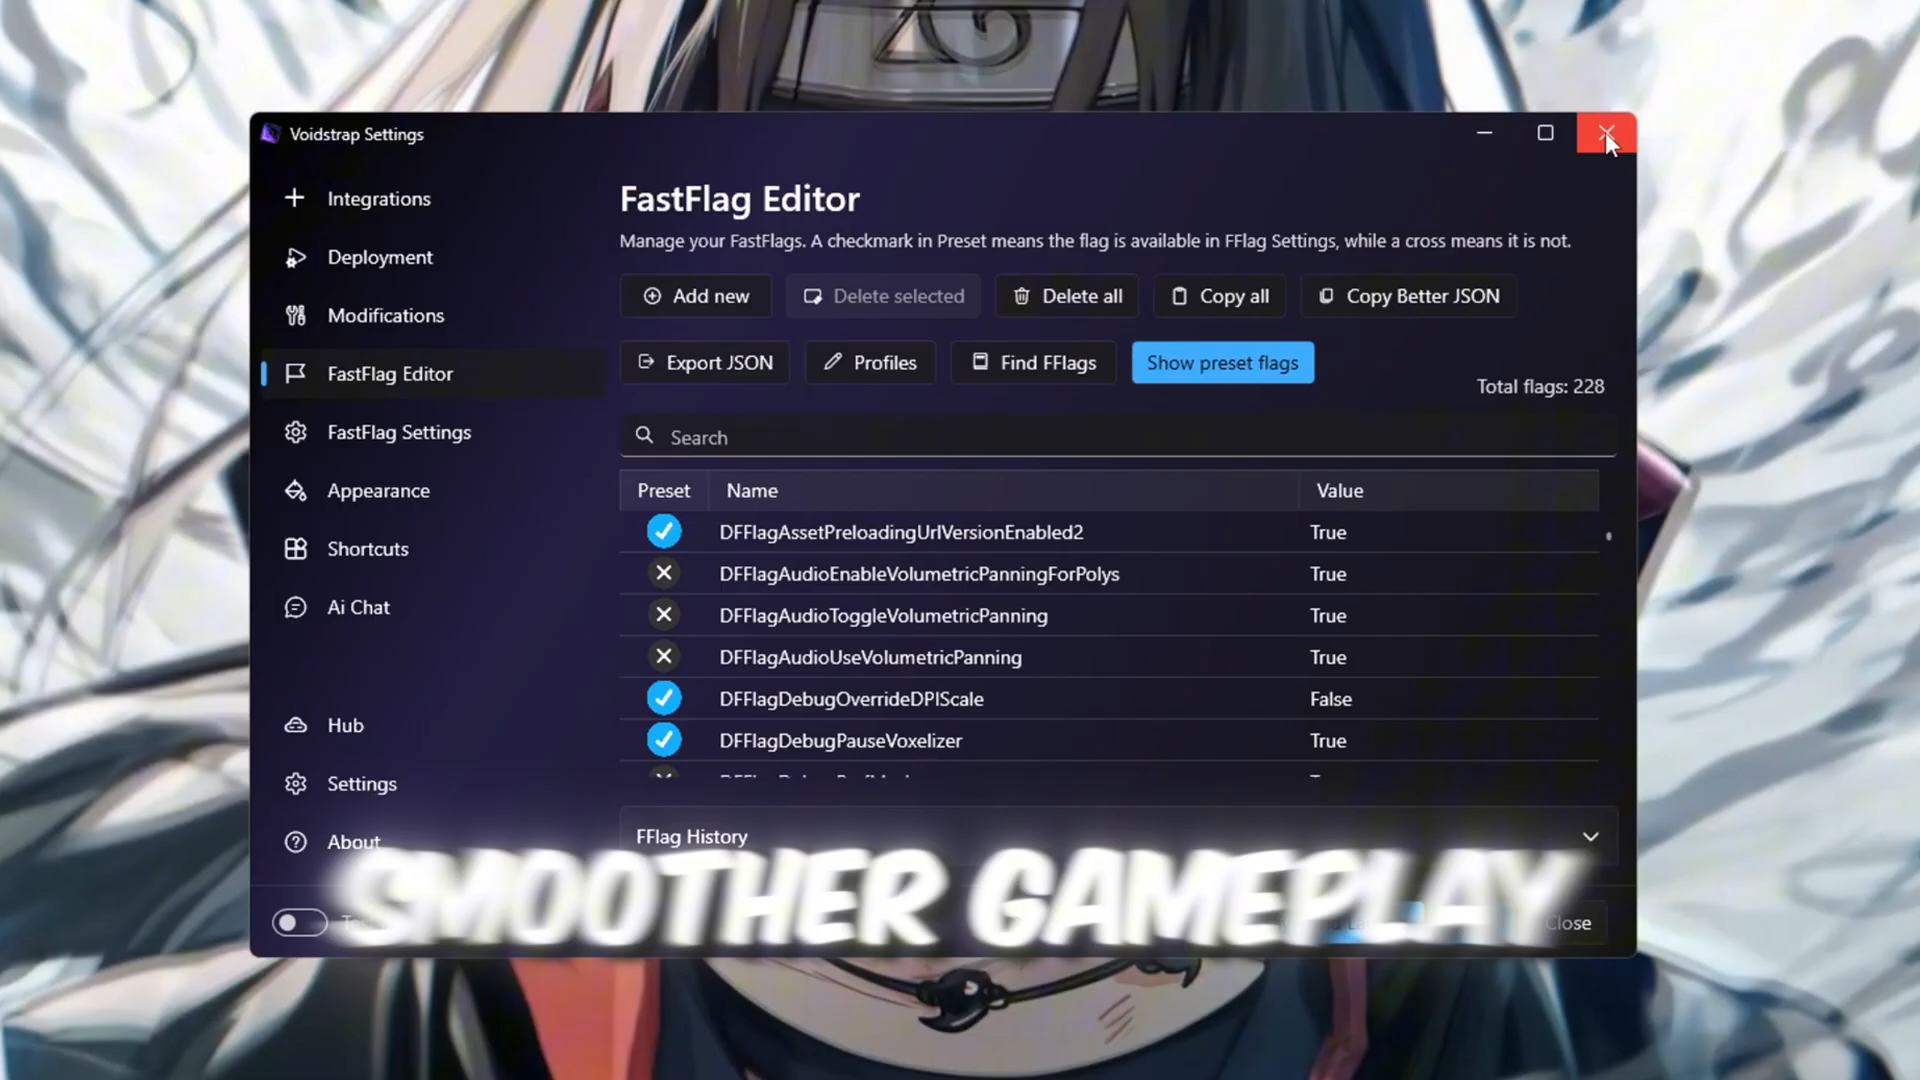 Voidstrap Settings
Integrations
Deployment
Modifications
FastFlag Editor
FastFlag Settings
Appearance
Shortcuts
Ai Chat
Hub
Settings
About
FastFlag Editor
Manage your FastFlags. A checkmark in Preset means the flag is available in FFlag Settings, while a cross means it is not.
Add new Delete selected Delete all Copy all Copy Better JSON
Export JSON Profiles Find FFlags Show preset flags
Total flags: 228
Search
Preset Name Value
DFFlagAssetPreloadingUrlVersionEnabled2 True
DFFlagAudioEnableVolumetricPanningForPolys True
DFFlagAudioToggleVolumetricPanning True
DFFlagAudioUseVolumetricPanning True
DFFlagDebugOverrideDPIScale False
DFFlagDebugPauseVoxelizer True
FFlag History
SMOOTHER GAMEPLAY
Close